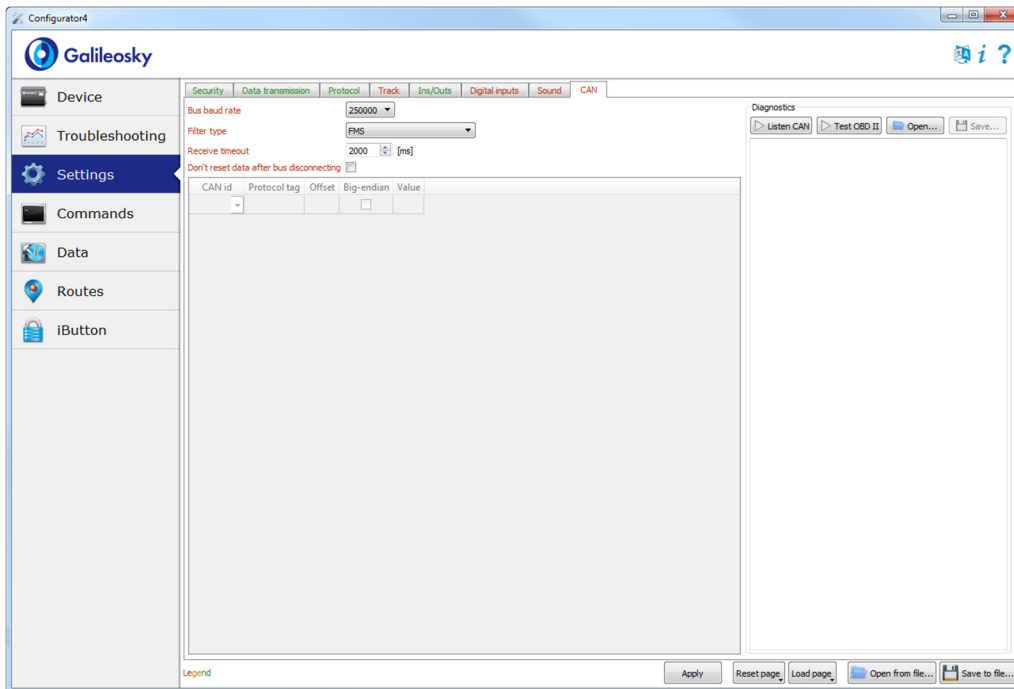 Configurator4
Galileosky
Device
Troubleshooting
Settings
Commands
Data
Routes
iButton
Security Data transmission Protocol Track Ins/Outs Digital inputs Sound CAN
Bus baud rate 250000
Filter type FMS
Receive timeout 2000 [ms]
Don't reset data after bus disconnecting
CAN id Protocol tag Offset Big-endian Value
Diagnostics
Listen CAN Test OBD II Open... Save...
Legend
Apply Reset page Load page Open from file... Save to file...